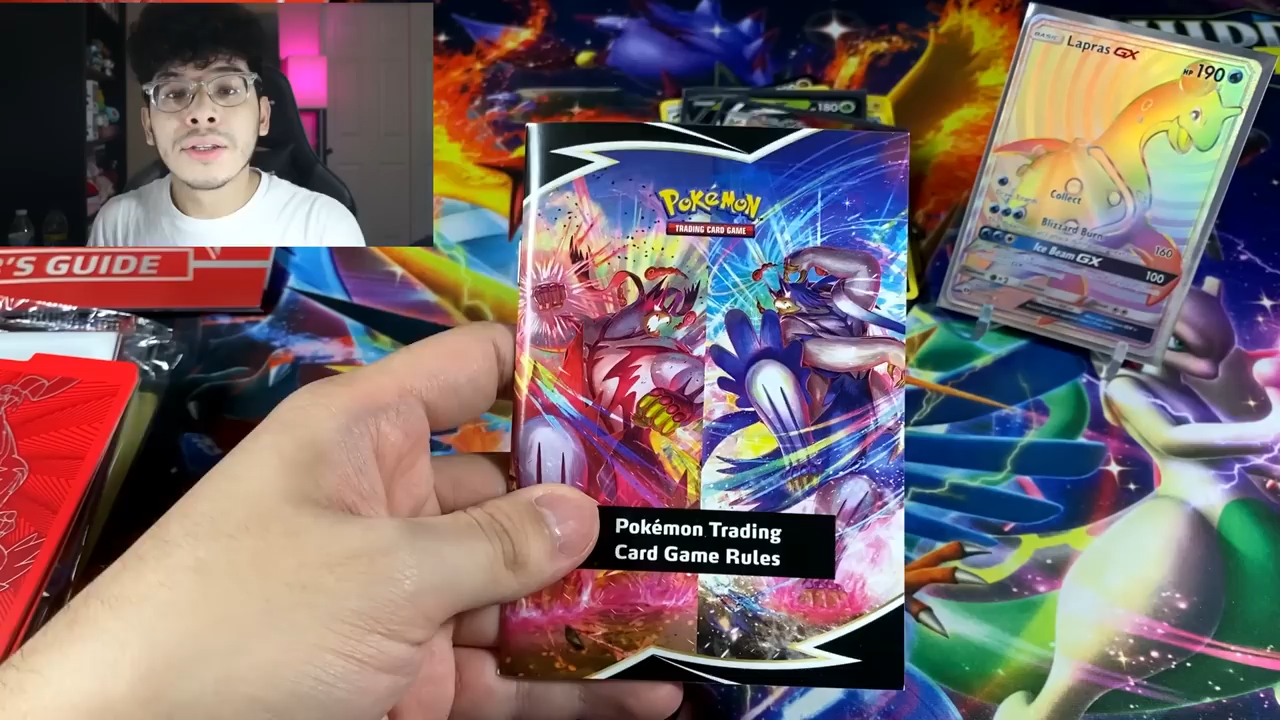 BASIC
Lapras GX
HP 190
180
POKéMON
TRADING CARD GAME
'S GUIDE
Collect
Blizzard Burn
160
Ice Beam GX
100
Pokémon Trading
Card Game Rules